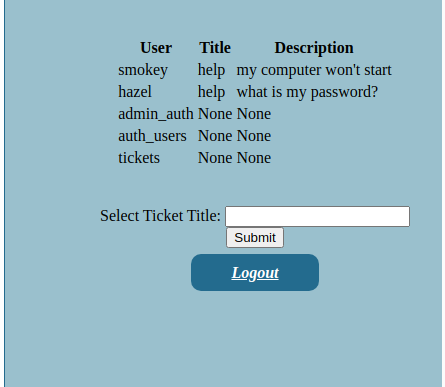 User Title Description
smokey help my computer won't start
hazel help what is my password?
admin_auth None None
auth_users None None
tickets None None
Select Ticket Title:
Submit
Logout